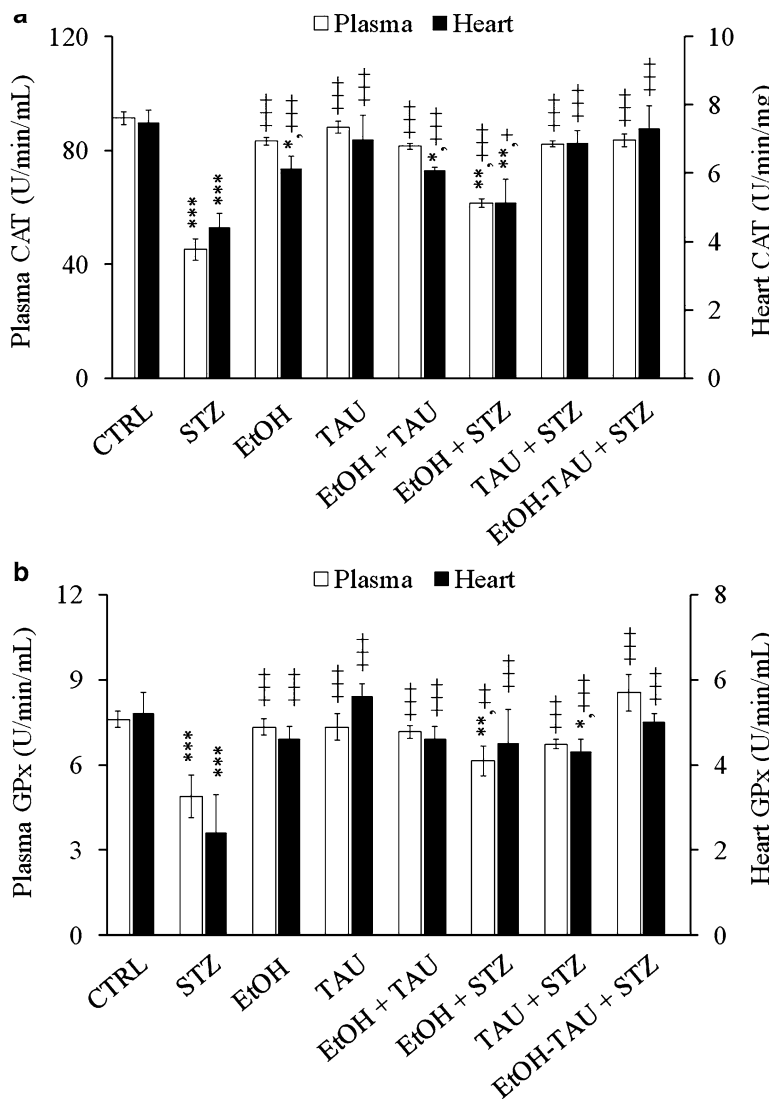 a
Plasma Heart
120 10
80 8
40 6
0 4
2
0
Plasma CAT (U/min/mL)
Heart CAT (U/min/mg)
***
***
‡‡‡
*, ‡‡‡
‡‡‡
‡‡‡
‡‡‡
*, ‡‡‡
**, ‡‡‡
**, ‡
‡‡‡
‡‡‡
‡‡‡
‡‡‡
CTRL
STZ
EtOH
TAU
EtOH + TAU
EtOH + STZ
TAU + STZ
EtOH-TAU + STZ
b
Plasma Heart
12 8
9 6
6 4
3 2
0 0
Plasma GPx (U/min/mL)
Heart GPx (U/min/mL)
***
***
‡‡‡
‡‡‡
‡‡‡
‡‡‡
‡‡‡
‡‡‡
**, ‡‡
‡‡‡
‡‡‡
*, ‡‡‡
‡‡‡
‡‡‡
CTRL
STZ
EtOH
TAU
EtOH + TAU
EtOH + STZ
TAU + STZ
EtOH-TAU + STZ